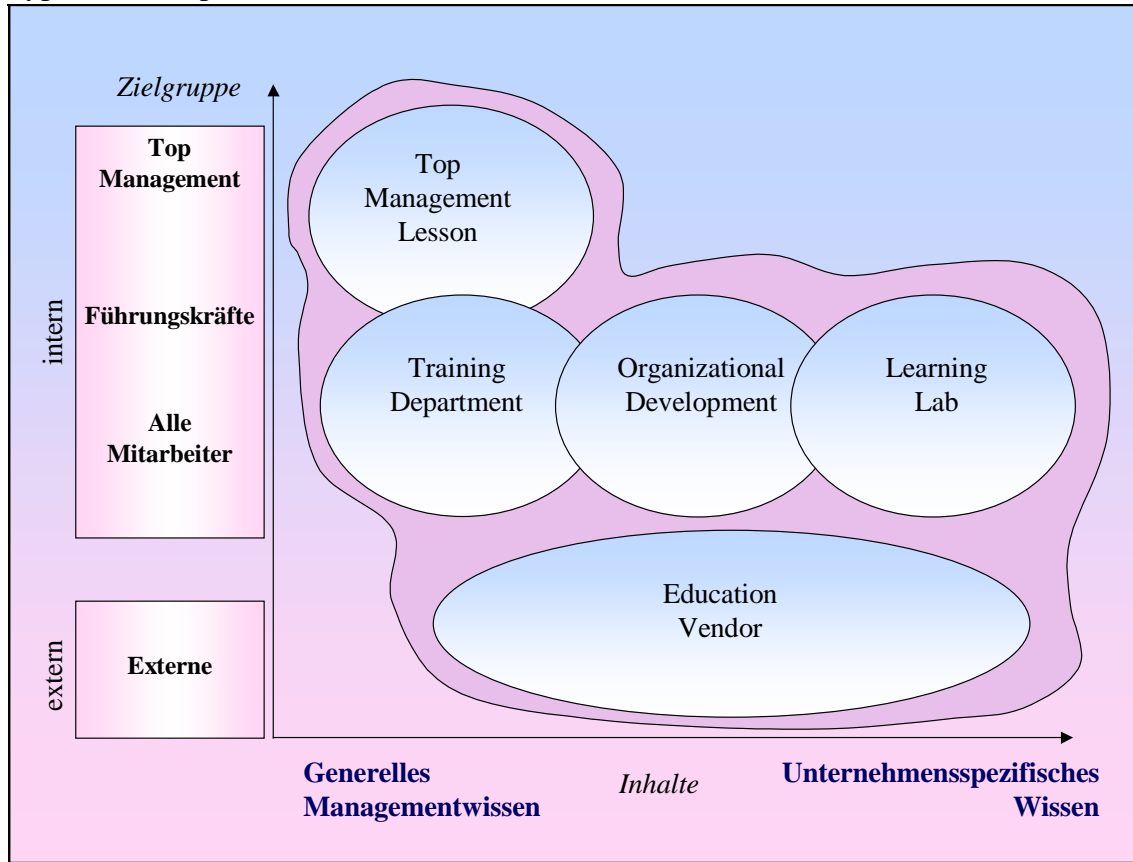 Zielgruppe
Top
Management
Führungskräfte
Alle
Mitarbeiter
intern
Externe
extern
Top
Management
Lesson
Training
Department
Organizational
Development
Learning
Lab
Education
Vendor
Generelles
Managementwissen
Inhalte
Unternehmensspezifisches
Wissen